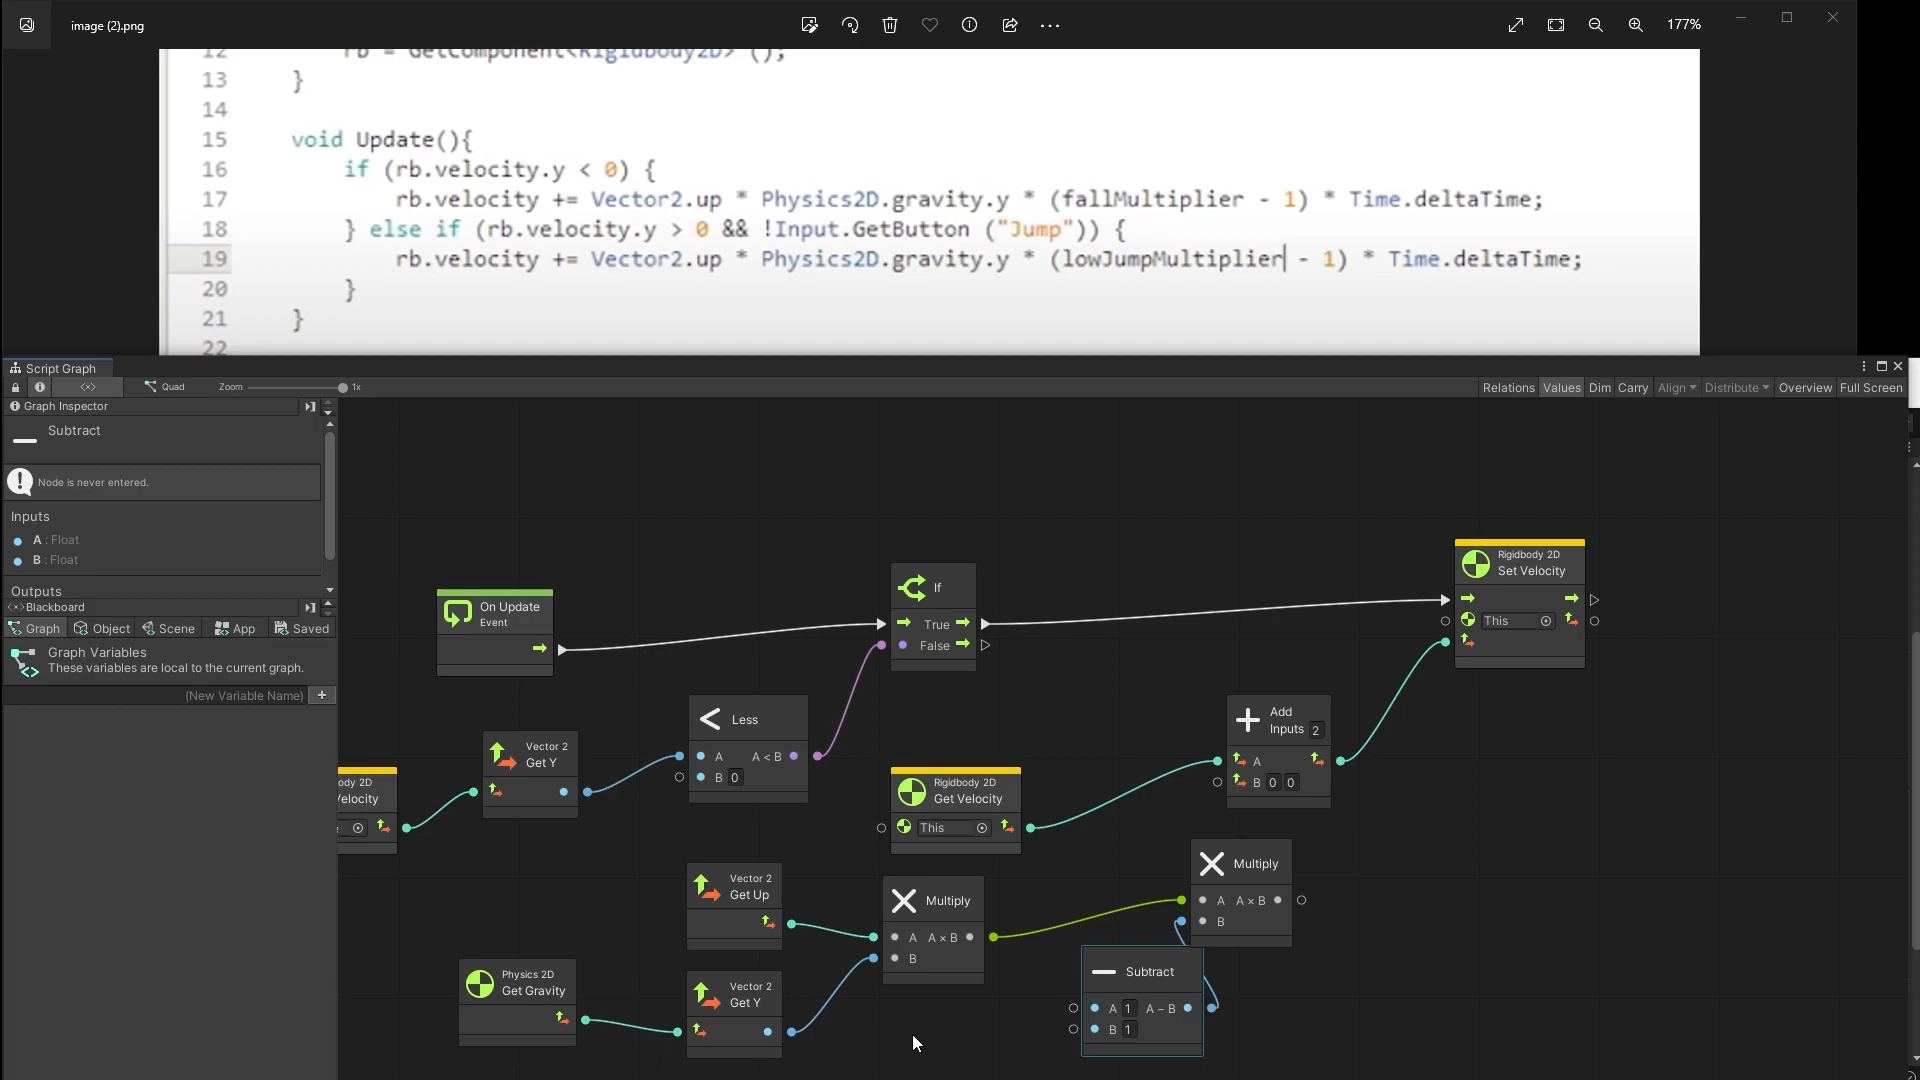 image (2).png
177%
12 rb = GetComponent<Rigidbody2D> ();
13 }
14
15 void Update(){
16 if (rb.velocity.y < 0) {
17 rb.velocity += Vector2.up * Physics2D.gravity.y * (fallMultiplier - 1) * Time.deltaTime;
18 } else if (rb.velocity.y > 0 && !Input.GetButton ("Jump")) {
19 rb.velocity += Vector2.up * Physics2D.gravity.y * (lowJumpMultiplier - 1) * Time.deltaTime;
20 }
21 }
22
Script Graph
Quad Zoom 1x Relations Values Dim Carry Align Distribute Overview Full Screen
Graph Inspector
Subtract
Node is never entered.
Inputs
A : Float
B : Float
Outputs
Blackboard
Graph Object Scene App Saved
Graph Variables
These variables are local to the current graph.
(New Variable Name) +
On Update
Event
If
True
False
Rigidbody 2D
Set Velocity
This
Less
A A < B
B 0
Vector 2
Get Y
ody 2D
Velocity
Rigidbody 2D
Get Velocity
This
Add
Inputs 2
A
B 0 0
Vector 2
Get Up
Multiply
A A × B
B
Multiply
A A × B
B
Physics 2D
Get Gravity
Vector 2
Get Y
Subtract
A 1 A − B
B 1